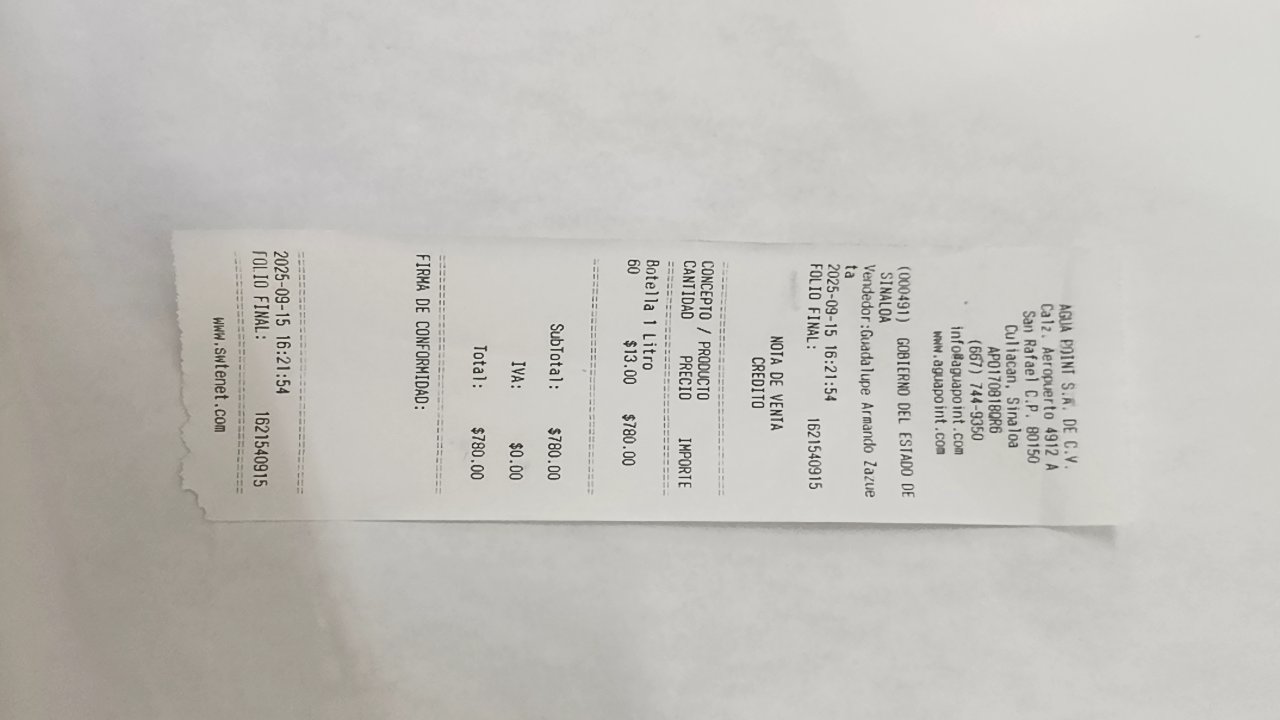 AGUA POINT S.A. DE C.V.
Calz. Aeropuerto 4912 A
San Rafael C.P. 80150
Culiacan, Sinaloa
APO170818QR6
(667) 744-9350
info@aguapoint.com
www.aguapoint.com
(000491) GOBIERNO DEL ESTADO DE
SINALOA
Vendedor:Guadalupe Armando Zazue
ta
2025-09-15 16:21:54
FOLIO FINAL: 1621540915
NOTA DE VENTA
CREDITO
CONCEPTO / PRODUCTO
CANTIDAD PRECIO IMPORTE
Botella 1 Litro
60 $13.00 $780.00
SubTotal: $780.00
IVA: $0.00
Total: $780.00
FIRMA DE CONFORMIDAD:
2025-09-15 16:21:54
FOLIO FINAL: 1621540915
www.swtenet.com